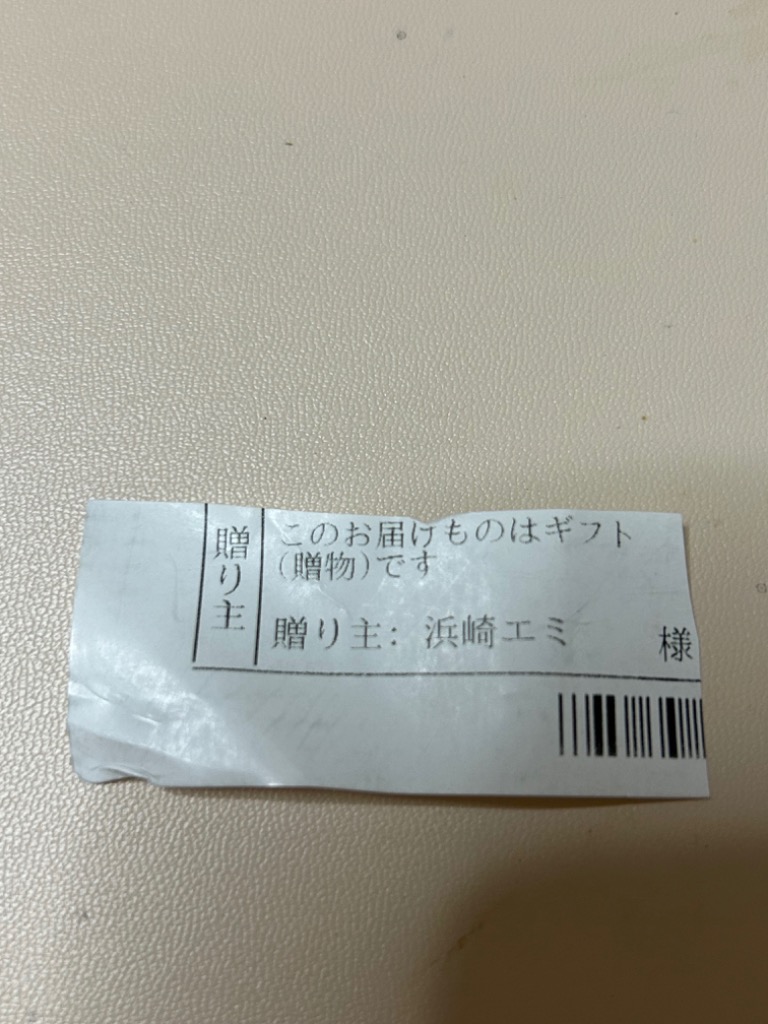 贈り主
このお届けものはギフト
(贈物)です
贈り主: 浜崎エミ 様